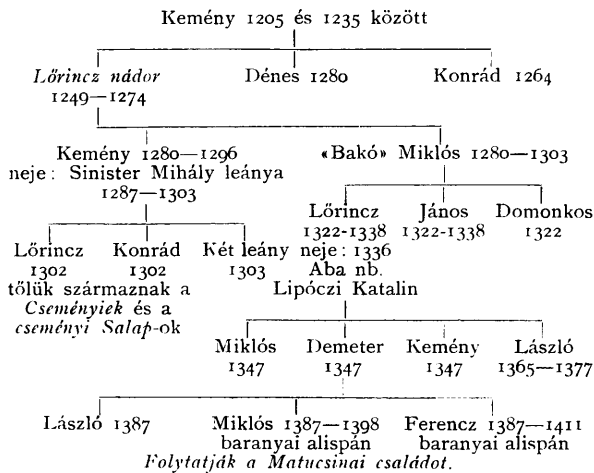 Kemény 1205 és 1235 között
Lőrincz nádor Dénes 1280 Konrád 1264
1249—1274
Kemény 1280—1296 «Bakó» Miklós 1280—1303
neje: Sinister Mihály leánya
1287—1303
Lőrincz János Domonkos
1322-1338 1322-1338 1322
Lőrincz Konrád Két leány neje: 1336
1302 1302 1303 Aba nb.
tőlük származnak a Lipóczi Katalin
Cseményiek és a
cseményi Salap-ok
Miklós Demeter Kemény László
1347 1347 1347 1365—1377
László 1387 Miklós 1387—1398 Ferencz 1387—1411
baranyai alispán baranyai alispán
Folytatják a Matucsinai családot.